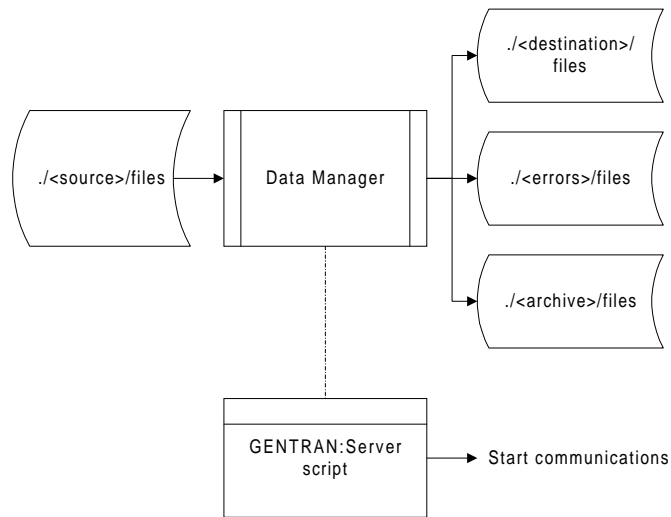 ./<destination>/
files
./<source>/files
Data Manager
./<errors>/files
./<archive>/files
GENTRAN:Server
script
Start communications